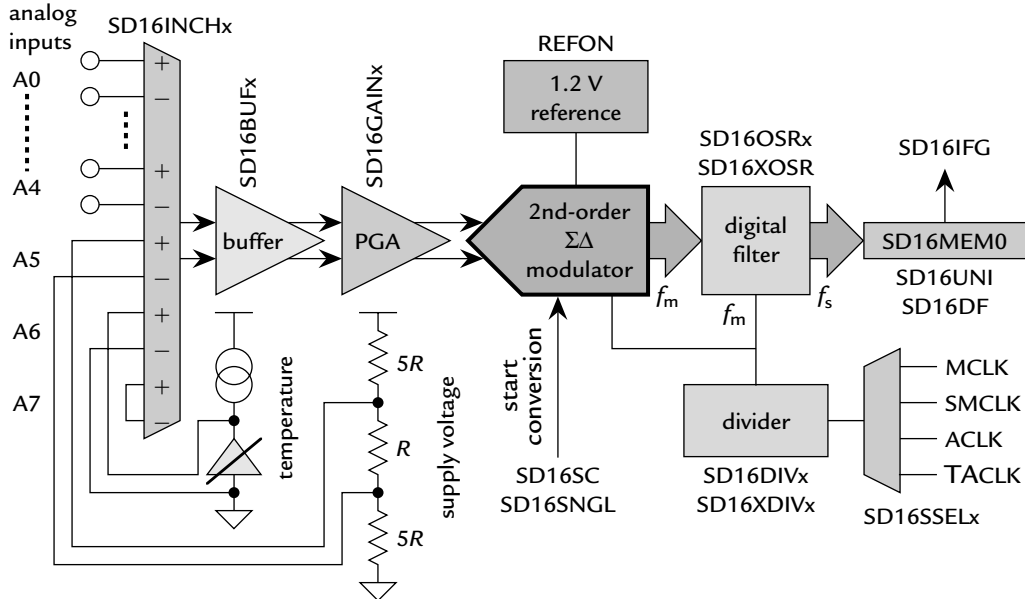 analog
inputs
SD16INCHx
A0
A4
A5
A6
A7
+
−
+
−
+
−
+
−
+
−
SD16BUFx
buffer
SD16GAINx
PGA
REFON
1.2 V
reference
2nd-order
ΣΔ
modulator
fm
SD16OSRx
SD16XOSR
digital
filter
fm
fs
SD16IFG
SD16MEM0
SD16UNI
SD16DF
temperature
5R
R
5R
supply voltage
start
conversion
SD16SC
SD16SNGL
divider
SD16DIVx
SD16XDIVx
MCLK
SMCLK
ACLK
TACLK
SD16SSELx